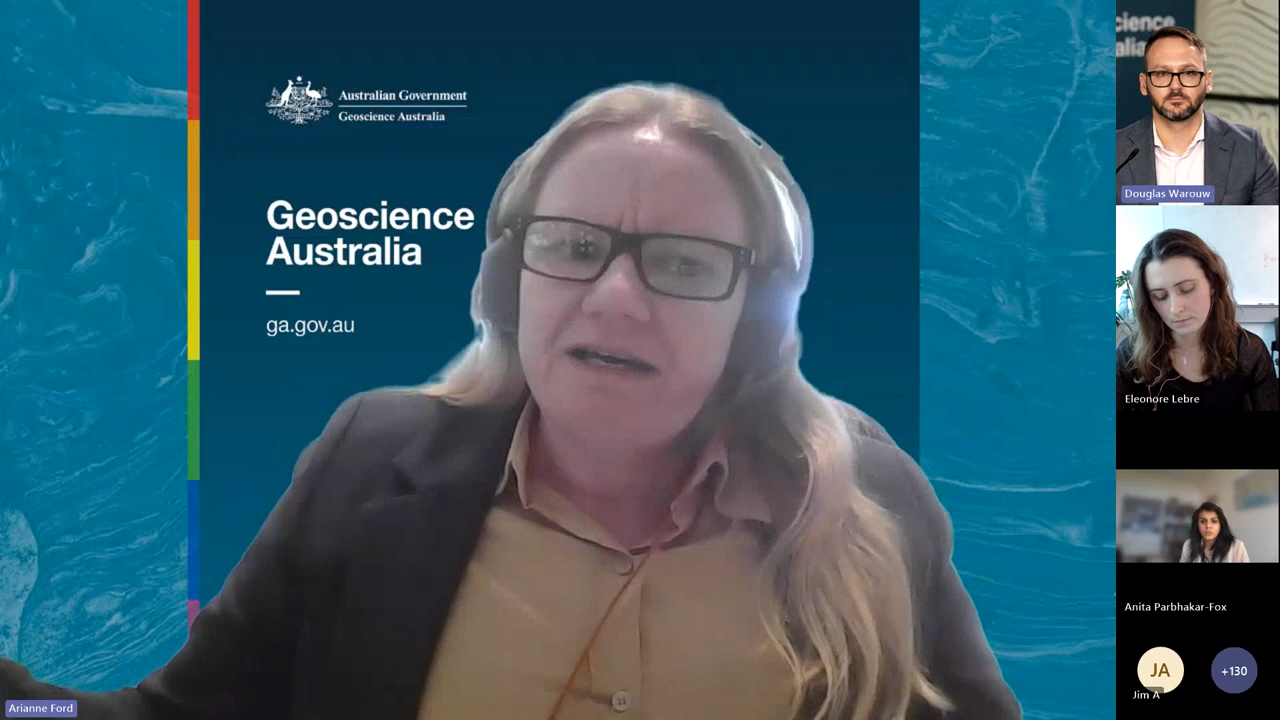 Australian Government
Geoscience Australia
Geoscience
Australia
ga.gov.au
Arianne Ford
Douglas Warouw
Eleonore Lebre
Anita Parbhakar-Fox
JA
Jim A
+130